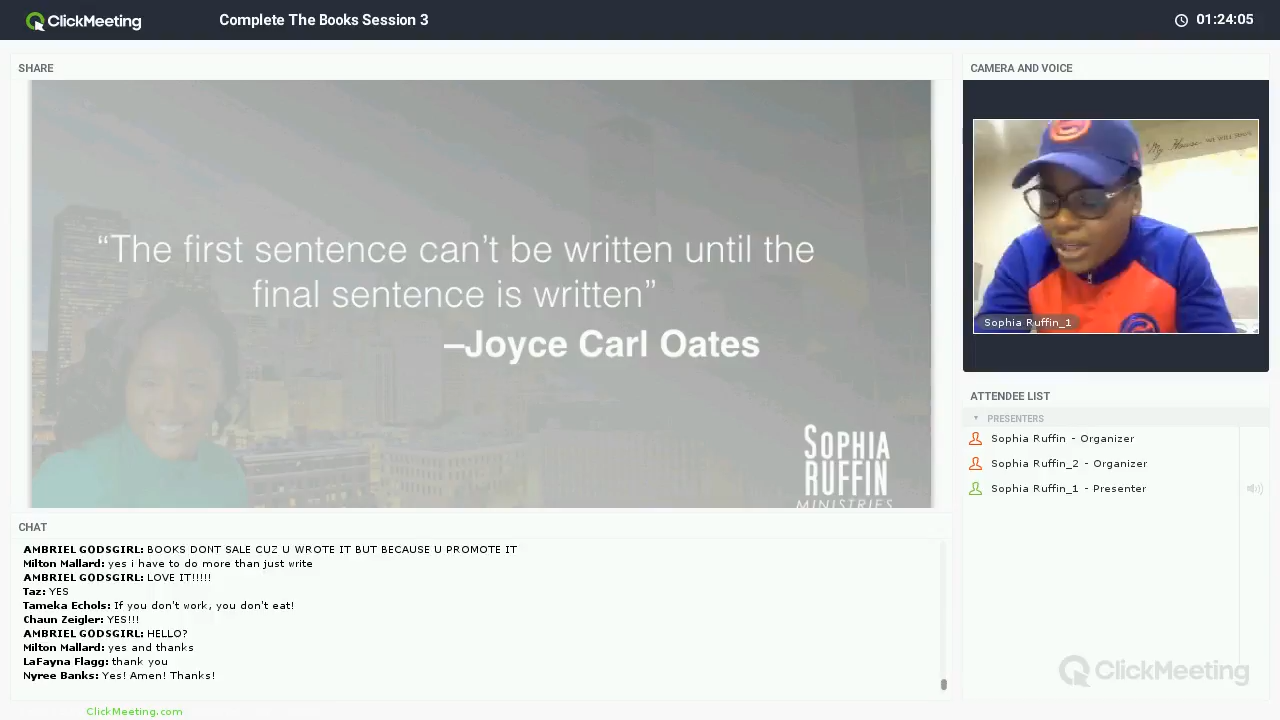 ClickMeeting
Complete The Books Session 3
01:24:05
SHARE
“The first sentence can’t be written until the
final sentence is written”
–Joyce Carl Oates
SOPHIA
RUFFIN
MINISTRIES
CAMERA AND VOICE
My House
Sophia Ruffin_1
ATTENDEE LIST
PRESENTERS
Sophia Ruffin - Organizer
Sophia Ruffin_2 - Organizer
Sophia Ruffin_1 - Presenter
CHAT
AMBRIEL GODSGIRL: BOOKS DONT SALE CUZ U WROTE IT BUT BECAUSE U PROMOTE IT
Milton Mallard: yes i have to do more than just write
AMBRIEL GODSGIRL: LOVE IT!!!!!
Taz: YES
Tameka Echols: If you don't work, you don't eat!
Chaun Zeigler: YES!!!
AMBRIEL GODSGIRL: HELLO?
Milton Mallard: yes and thanks
LaFayna Flagg: thank you
Nyree Banks: Yes! Amen! Thanks!
ClickMeeting
ClickMeeting.com